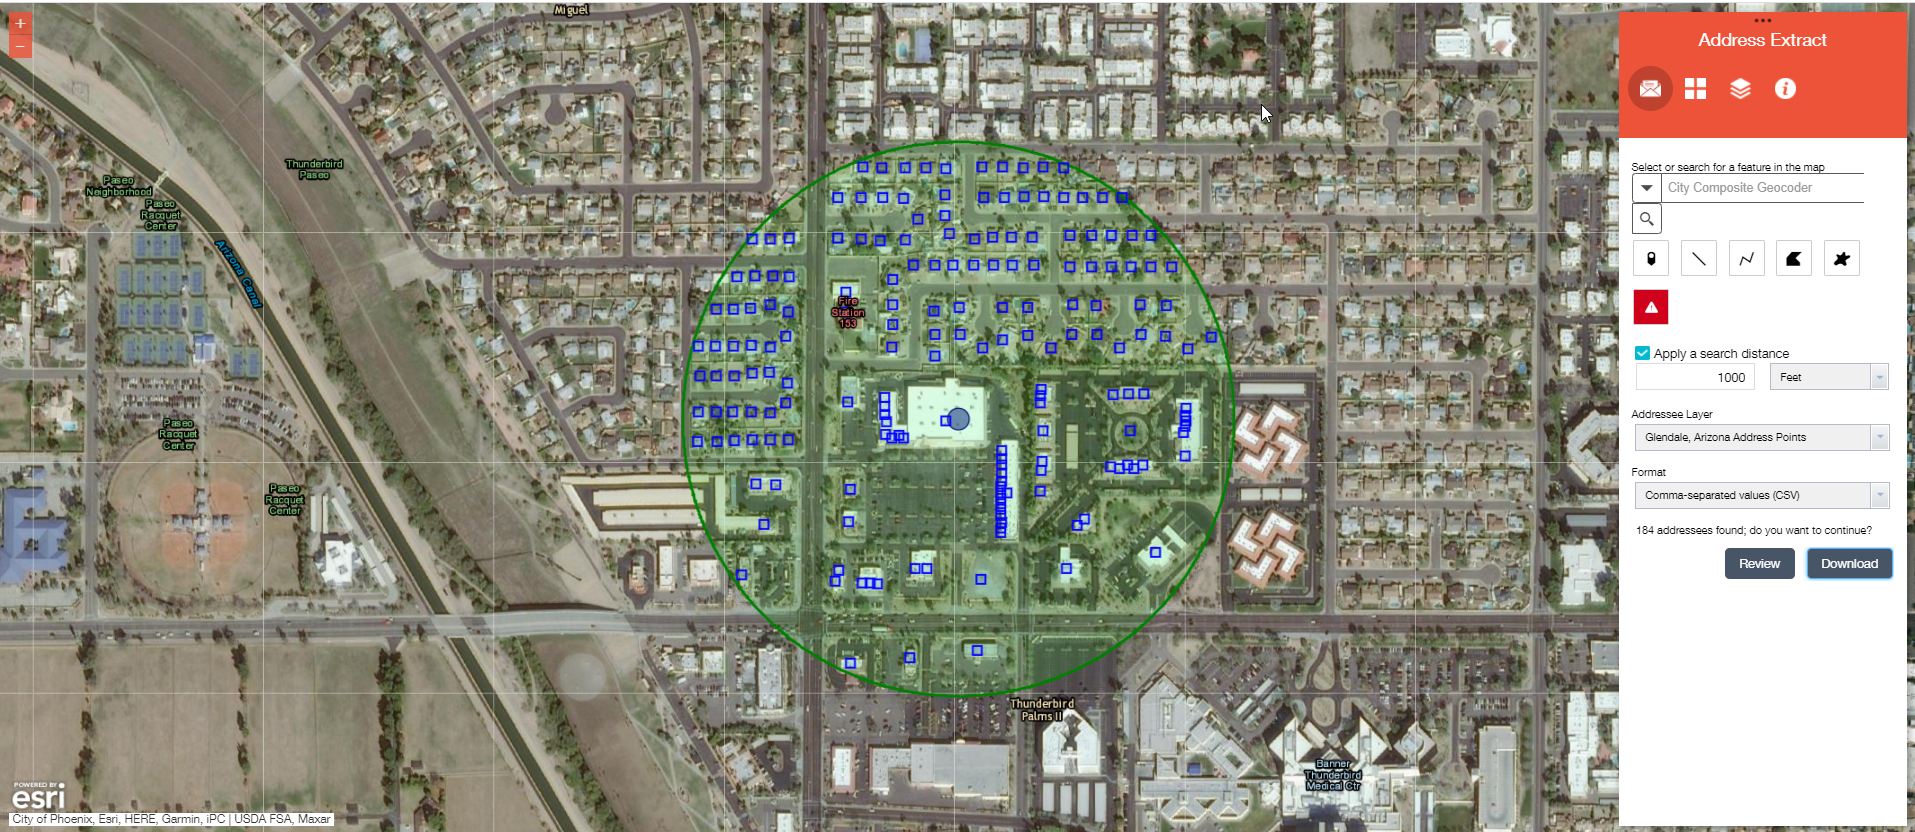 Miguel
Thunderbird
Paseo
Paseo
Neighborhood
Paseo
Racquet
Center
Arizona Canal
Fire
Station
153
Paseo
Racquet
Center
Paseo
Racquet
Center
Thunderbird
Palms II
Banner
Thunderbird
Medical Ctr
+
−
POWERED BY
esri
City of Phoenix, Esri, HERE, Garmin, iPC | USDA FSA, Maxar
Address Extract
Select or search for a feature in the map
City Composite Geocoder
Apply a search distance
1000 Feet
Addressee Layer
Glendale, Arizona Address Points
Format
Comma-separated values (CSV)
184 addressees found; do you want to continue?
Review Download